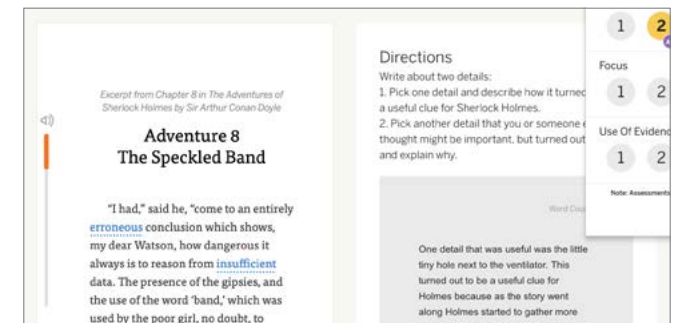 Excerpt from Chapter 8 in The Adventures of
Sherlock Holmes by Sir Arthur Conan Doyle
Adventure 8
The Speckled Band
"I had," said he, "come to an entirely
erroneous conclusion which shows,
my dear Watson, how dangerous it
always is to reason from insufficient
data. The presence of the gipsies, and
the use of the word 'band,' which was
used by the poor girl, no doubt, to
Directions
Write about two details:
1. Pick one detail and describe how it turned
a useful clue for Sherlock Holmes.
2. Pick another detail that you or someone
thought might be important, but turned out
and explain why.
Word
One detail that was useful was the little
tiny hole next to the ventilator. This
turned out to be a useful clue for
Holmes because as the story went
along Holmes started to gather more
1 2
Focus
1 2
Use Of
1 2
Note: Assessments